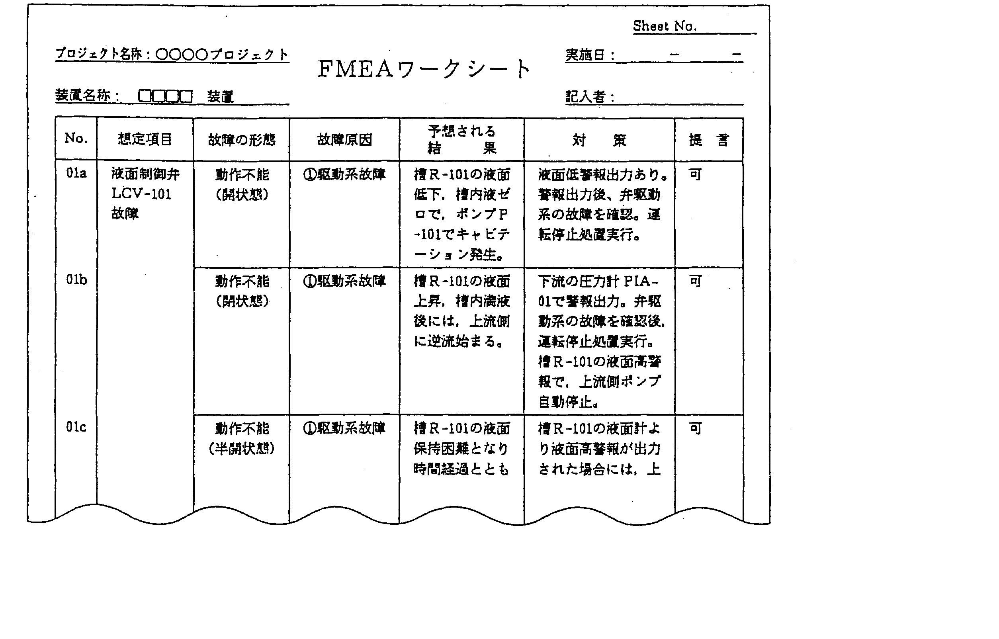 Sheet No.
プロジェクト名称：○○○○プロジェクト
実施日：　　　－　　　－
FMEAワークシート
装置名称：　□□□□　装置
記入者：
No.
想定項目
故障の形態
故障原因
予想される
結　　　果
対　　策
提　言
01a
液面制御弁
LCV-101
故障
動作不能
(開状態)
①駆動系故障
槽R-101の液面
低下，槽内液ゼ
ロで，ポンプP
-101でキャビテ
ーション発生。
液面低警報出力あり。
警報出力後、弁駆動
系の故障を確認。運
転停止処置実行。
可
01b
動作不能
(閉状態)
①駆動系故障
槽R-101の液面
上昇，槽内満液
後には，上流側
に逆流始まる。
下流の圧力計 PIA-
01で警報出力。弁駆
動系の故障を確認後，
運転停止処置実行。
槽R-101の液面高警
報で，上流側ポンプ
自動停止。
可
01c
動作不能
(半開状態)
①駆動系故障
槽R-101の液面
保持困難となり
時間経過ととも
槽R-101の液面計よ
り液面高警報が出力
された場合には，上
可